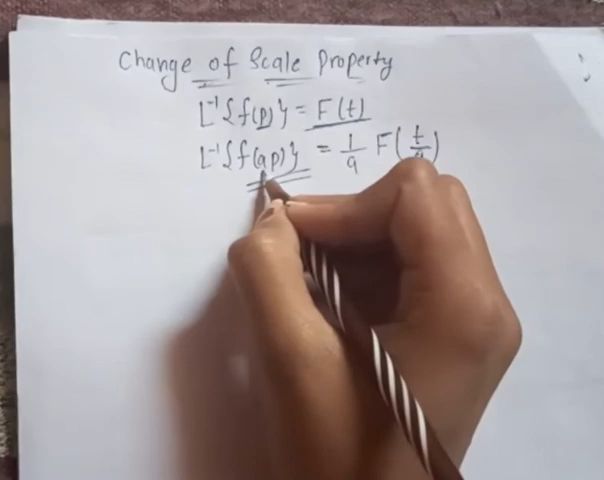 Change of Scale Property
L⁻¹{f(p)} = F(t)
L⁻¹{f(ap)} = 1/a F(t/a)